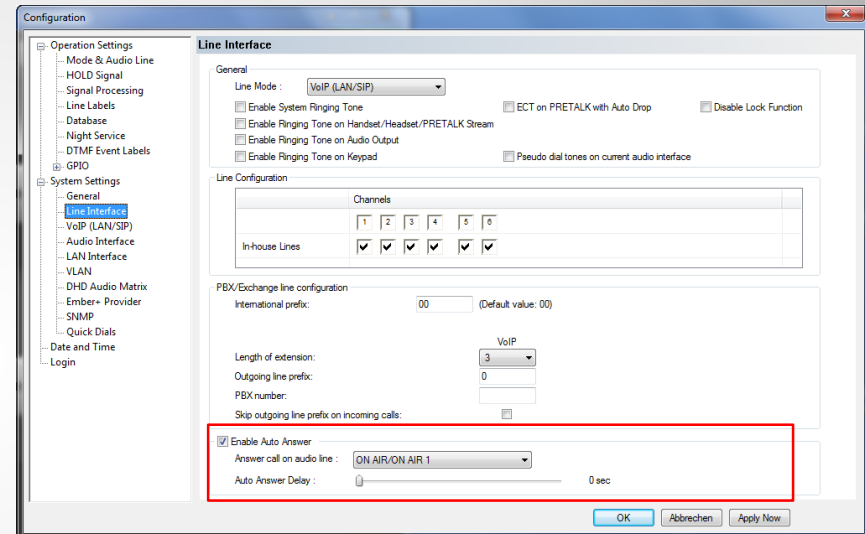 Configuration
x
Operation Settings
Mode & Audio Line
HOLD Signal
Signal Processing
Line Labels
Database
Night Service
DTMF Event Labels
GPIO
System Settings
General
Line Interface
VoIP (LAN/SIP)
Audio Interface
LAN Interface
VLAN
DHD Audio Matrix
Ember+ Provider
SNMP
Quick Dials
Date and Time
Login
Line Interface
General
Line Mode : VoIP (LAN/SIP)
Enable System Ringing Tone ECT on PRETALK with Auto Drop Disable Lock Function
Enable Ringing Tone on Handset/Headset/PRETALK Stream
Enable Ringing Tone on Audio Output
Enable Ringing Tone on Keypad Pseudo dial tones on current audio interface
Line Configuration
Channels
1 2 3 4 5 6
In-house Lines
PBX/Exchange line configuration
International prefix: 00 (Default value: 00)
VoIP
Length of extension: 3
Outgoing line prefix: 0
PBX number:
Skip outgoing line prefix on incoming calls:
Enable Auto Answer
Answer call on audio line : ON AIR/ON AIR 1
Auto Answer Delay : 0 sec
OK Abbrechen Apply Now